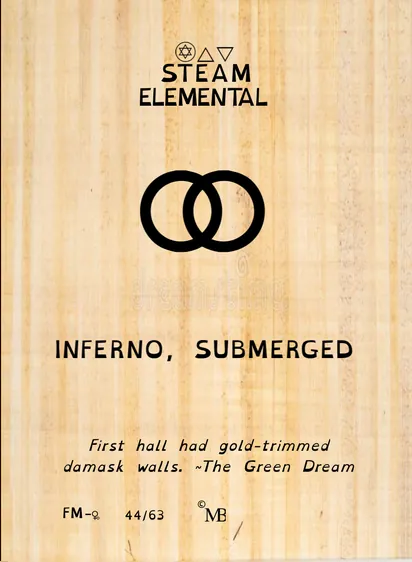 STEAM
ELEMENTAL
INFERNO, SUBMERGED
First hall had gold-trimmed
damask walls. ~The Green Dream
FM-♀ 44/63 © MB